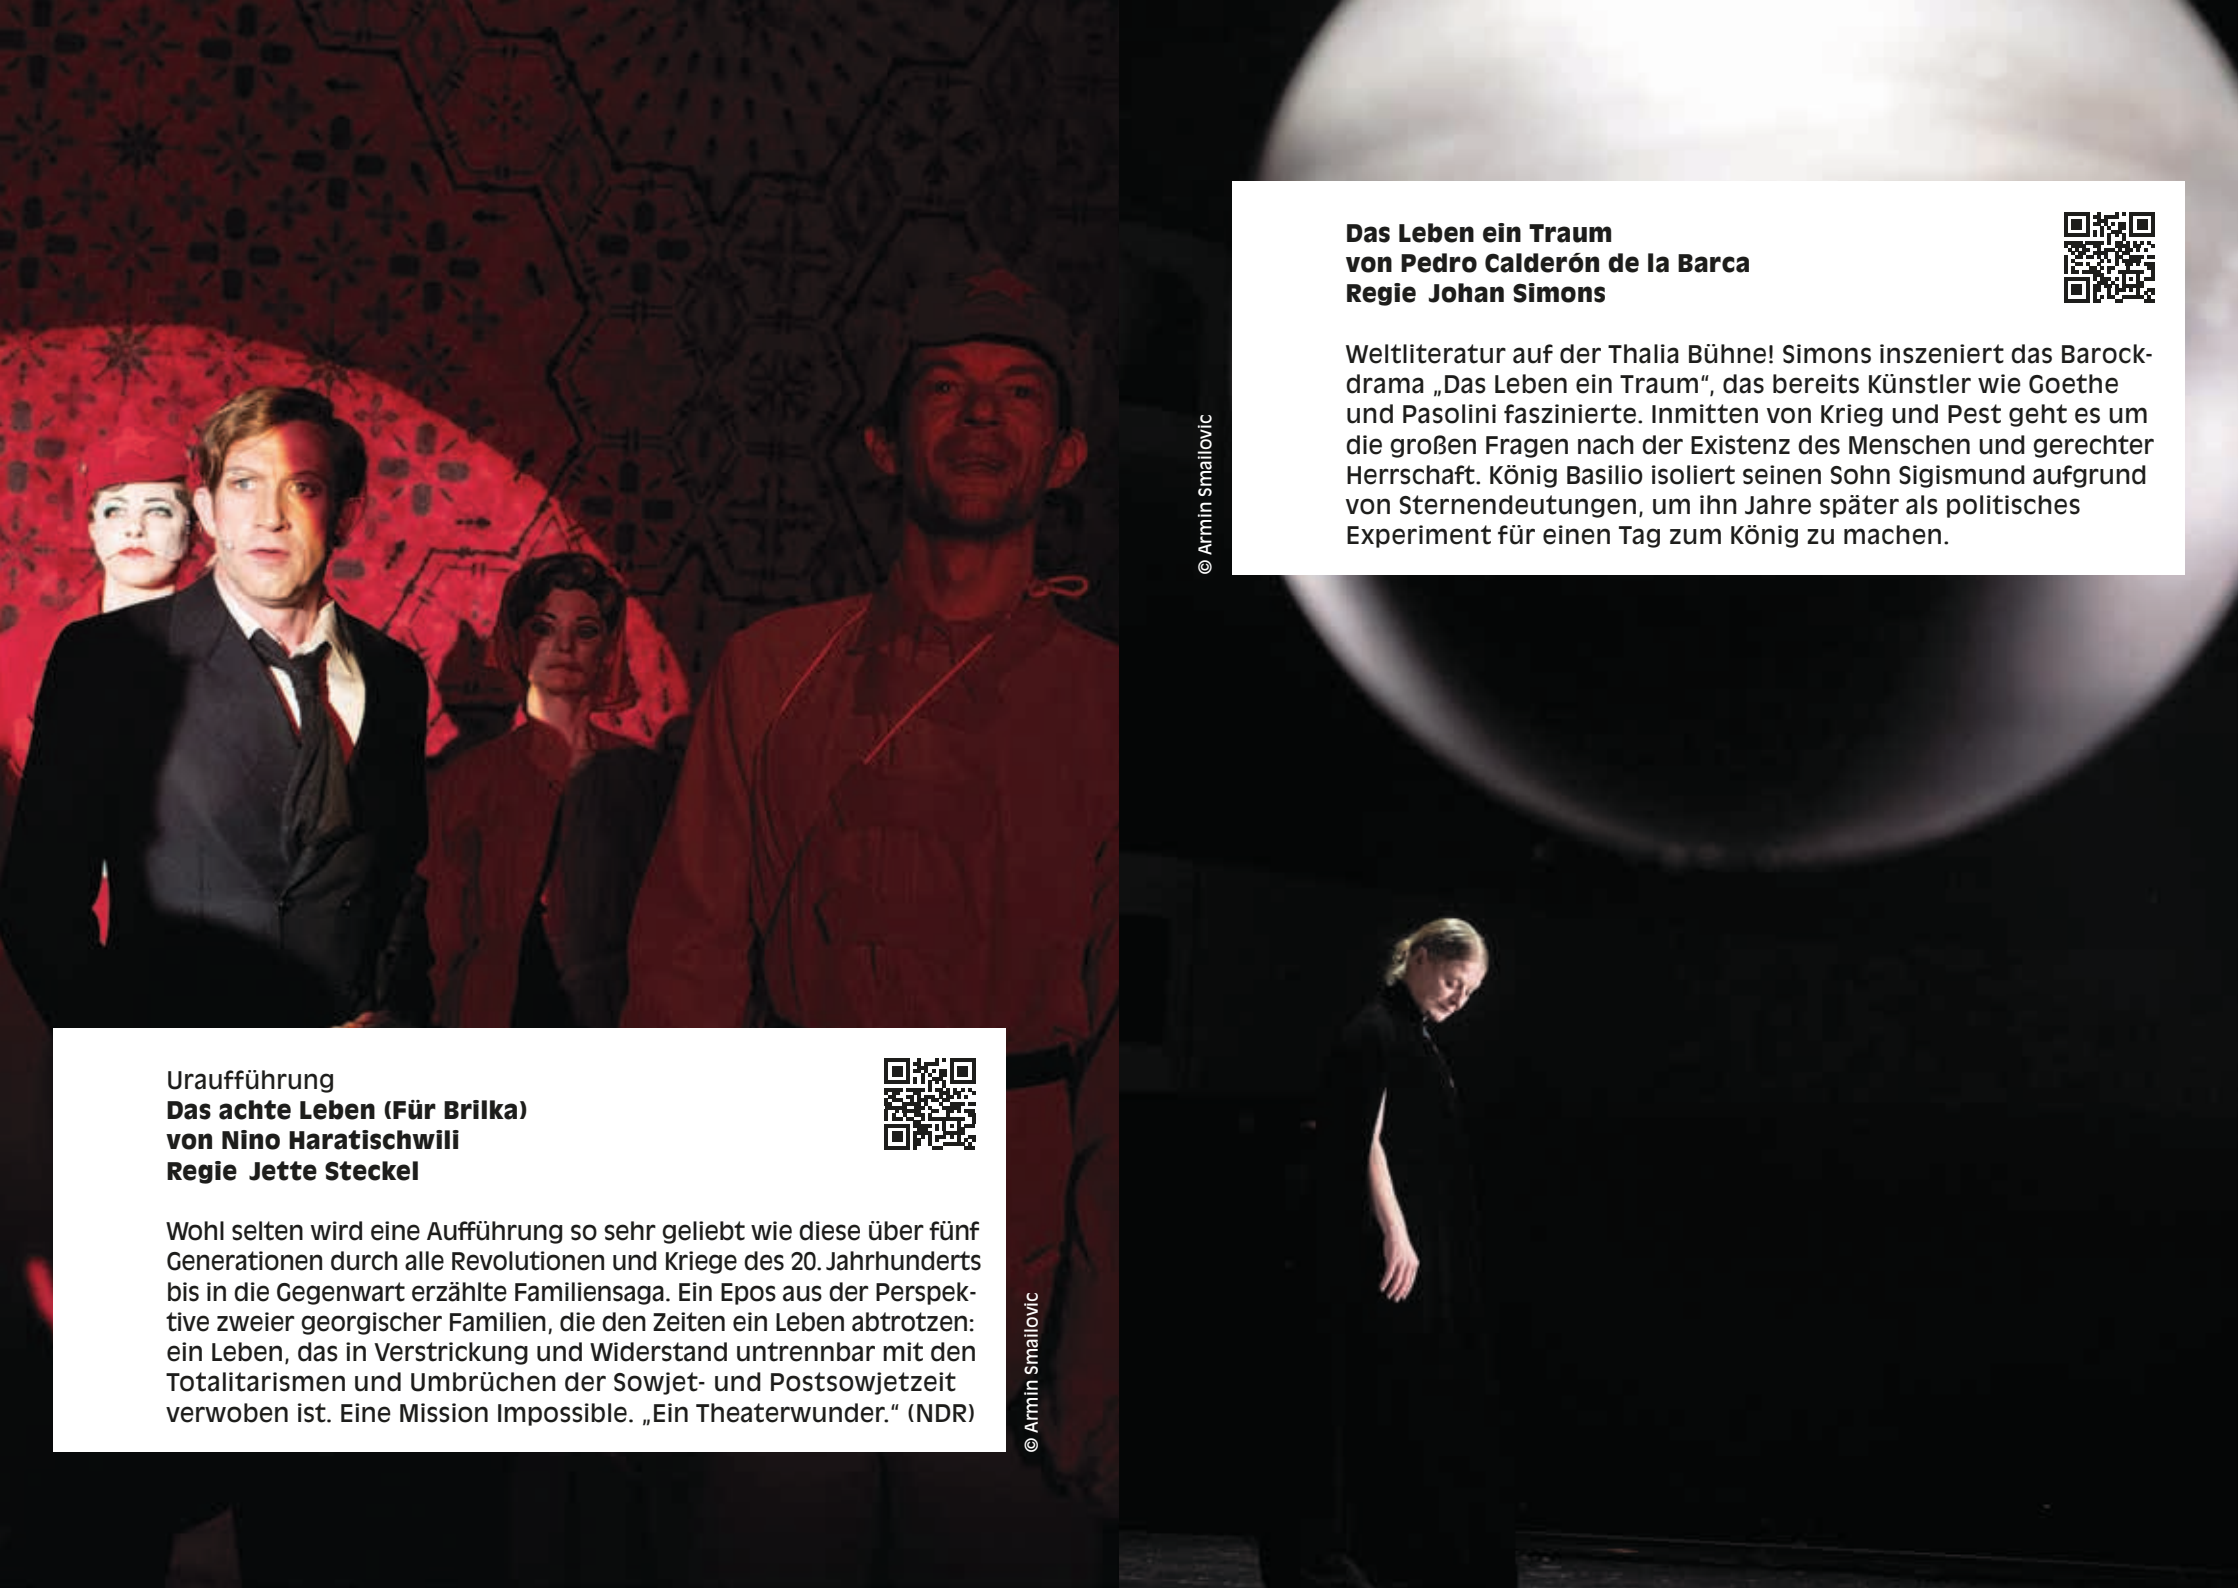 Uraufführung
Das achte Leben (Für Brilka)
von Nino Haratischwili
Regie Jette Steckel
Wohl selten wird eine Aufführung so sehr geliebt wie diese über fünf
Generationen durch alle Revolutionen und Kriege des 20. Jahrhunderts
bis in die Gegenwart erzählte Familiensaga. Ein Epos aus der Perspek-
tive zweier georgischer Familien, die den Zeiten ein Leben abtrotzen:
ein Leben, das in Verstrickung und Widerstand untrennbar mit den
Totalitarismen und Umbrüchen der Sowjet- und Postsowjetzeit
verwoben ist. Eine Mission Impossible. „Ein Theaterwunder.“ (NDR)
© Armin Smailovic
Das Leben ein Traum
von Pedro Calderón de la Barca
Regie Johan Simons
Weltliteratur auf der Thalia Bühne! Simons inszeniert das Barock-
drama „Das Leben ein Traum“, das bereits Künstler wie Goethe
und Pasolini faszinierte. Inmitten von Krieg und Pest geht es um
die großen Fragen nach der Existenz des Menschen und gerechter
Herrschaft. König Basilio isoliert seinen Sohn Sigismund aufgrund
von Sternendeutungen, um ihn Jahre später als politisches
Experiment für einen Tag zum König zu machen.
© Armin Smailovic